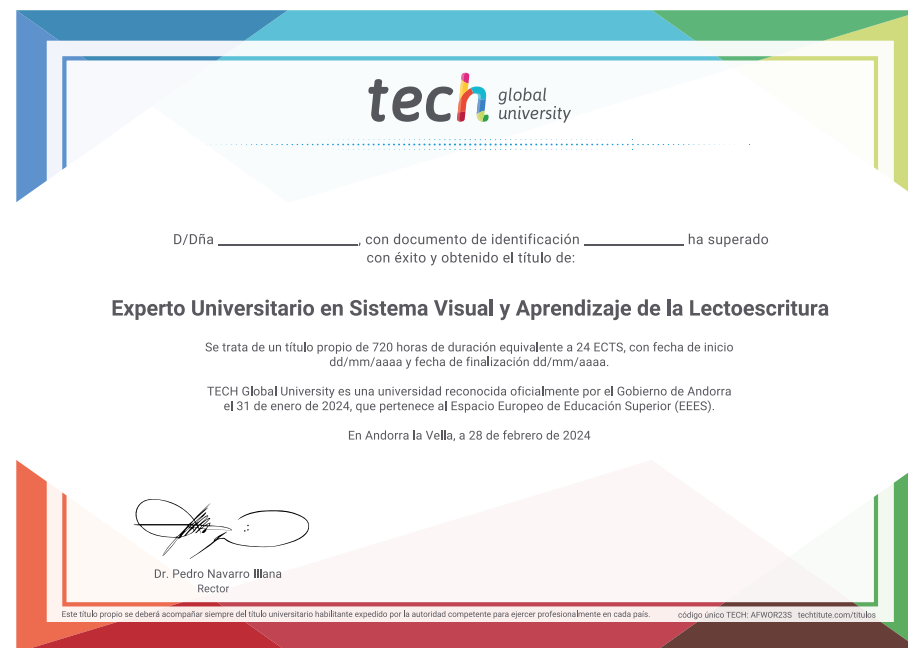 tech global university
D/Dña ____________________, con documento de identificación ______________ ha superado
con éxito y obtenido el título de:
Experto Universitario en Sistema Visual y Aprendizaje de la Lectoescritura
Se trata de un título propio de 720 horas de duración equivalente a 24 ECTS, con fecha de inicio
dd/mm/aaaa y fecha de finalización dd/mm/aaaa.
TECH Global University es una universidad reconocida oficialmente por el Gobierno de Andorra
el 31 de enero de 2024, que pertenece al Espacio Europeo de Educación Superior (EEES).
En Andorra la Vella, a 28 de febrero de 2024
Dr. Pedro Navarro Illana
Rector
Este título propio se deberá acompañar siempre del título universitario habilitante expedido por la autoridad competente para ejercer profesionalmente en cada país. código único TECH: AFWOR23S techtitute.com/titulos